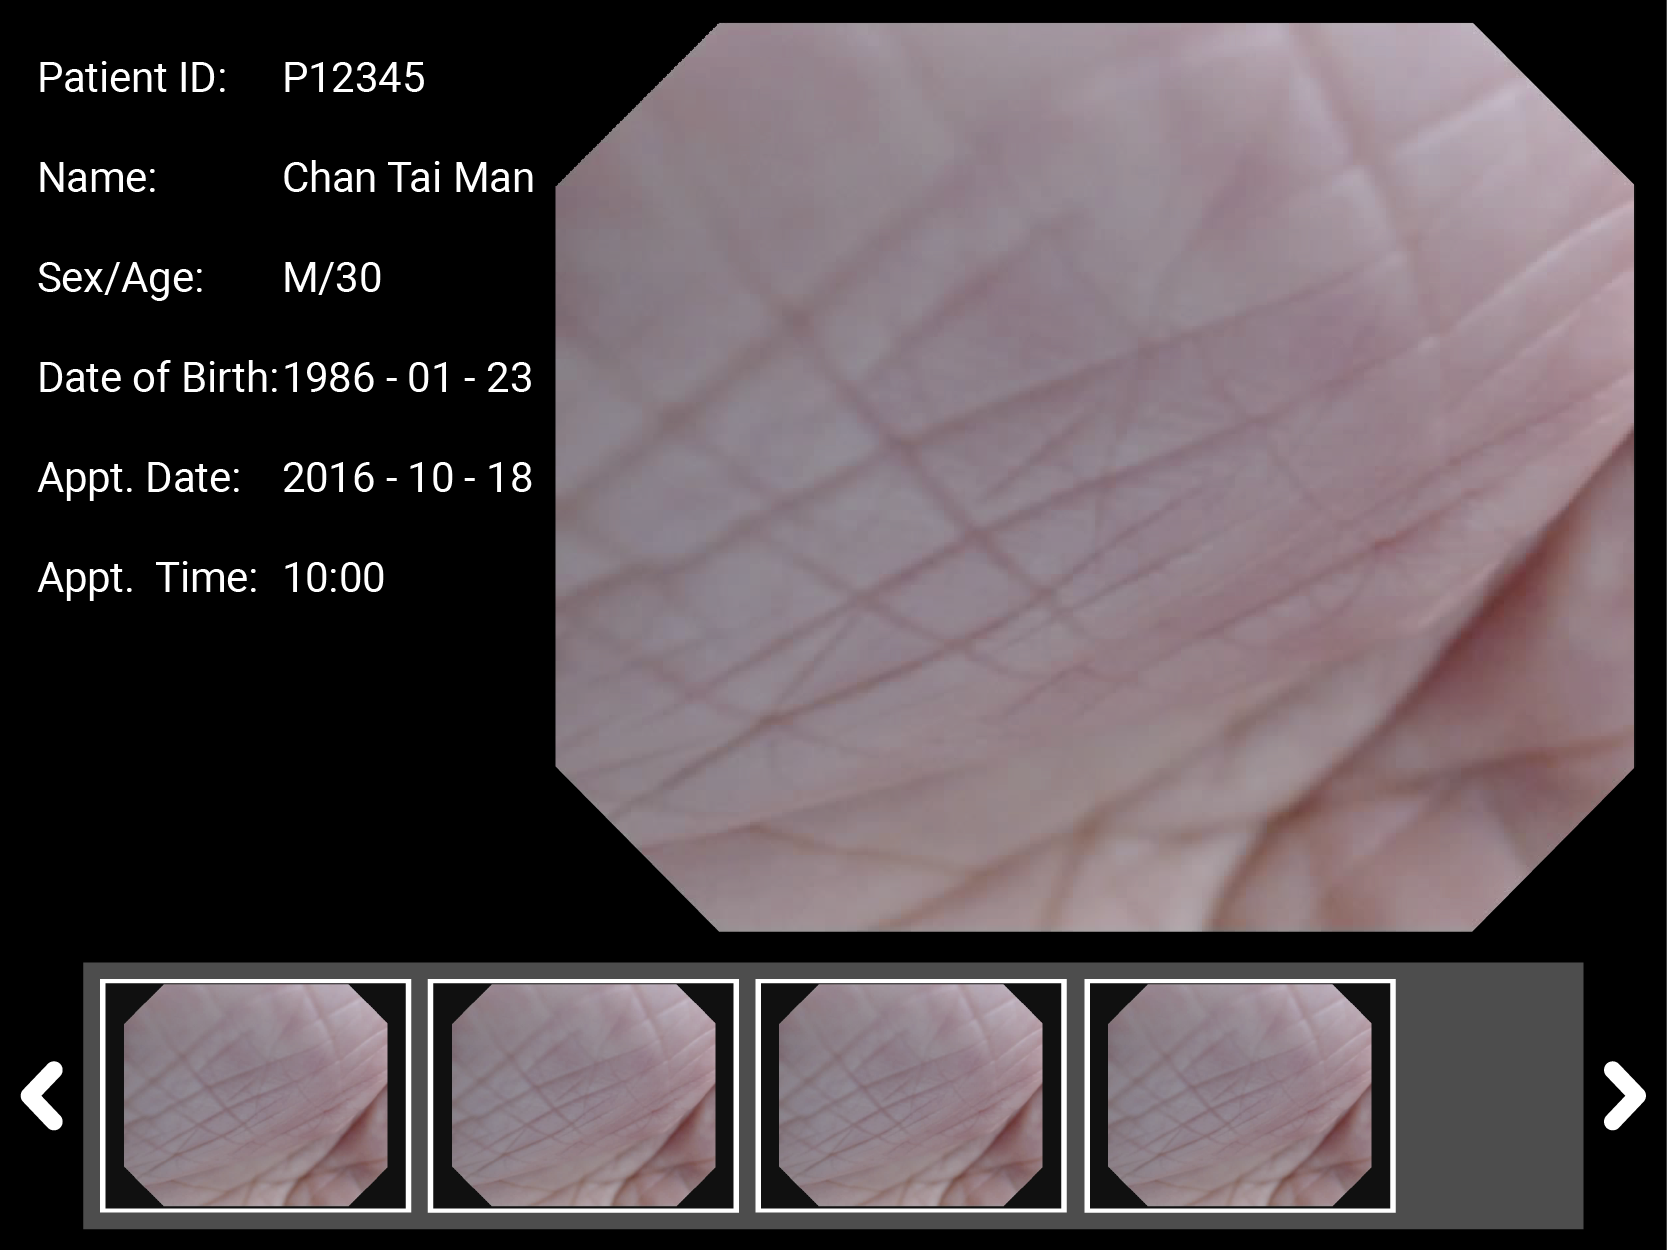 Patient ID: P12345
Name: Chan Tai Man
Sex/Age: M/30
Date of Birth: 1986 - 01 - 23
Appt. Date: 2016 - 10 - 18
Appt. Time: 10:00